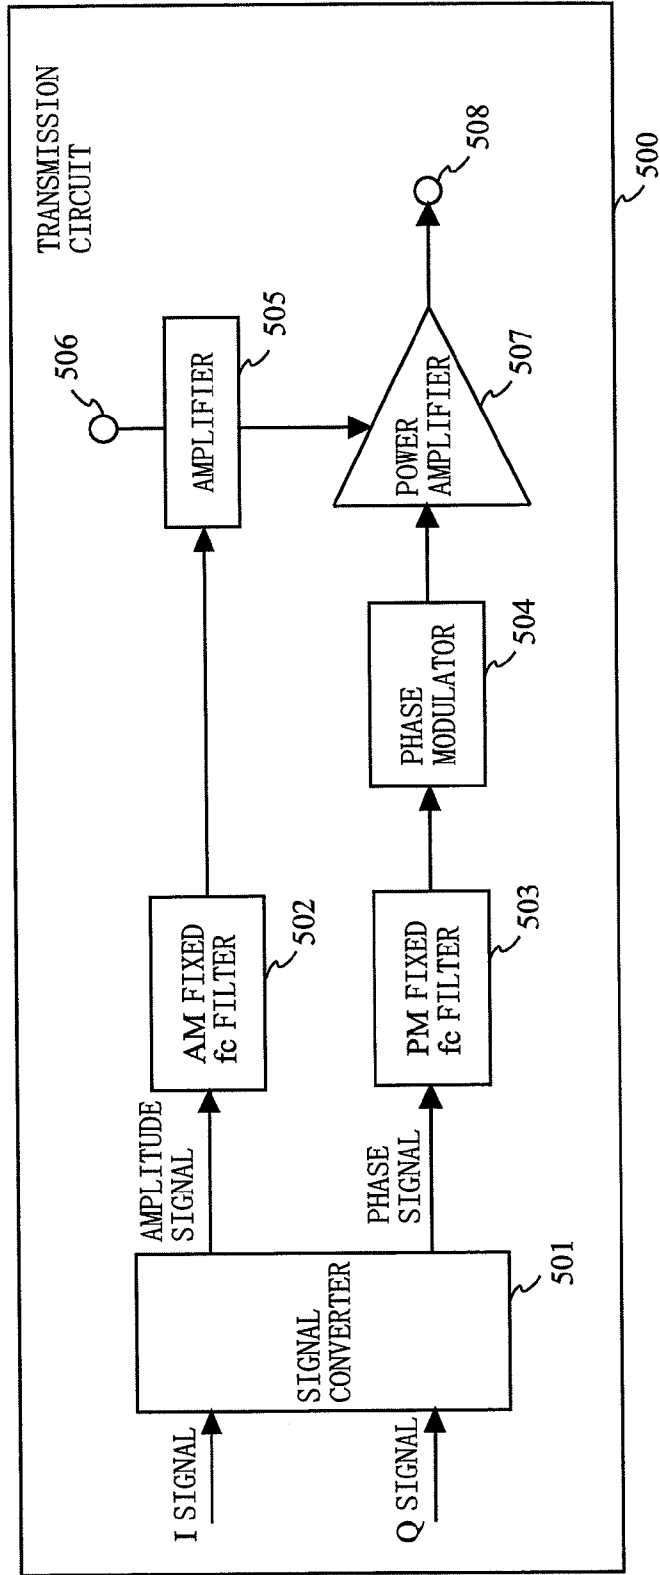 TRANSMISSION
CIRCUIT
506
AMPLIFIER
505
508
500
I SIGNAL
Q SIGNAL
SIGNAL
CONVERTER
501
AMPLITUDE
SIGNAL
PHASE
SIGNAL
AM FIXED
fc FILTER
502
PM FIXED
fc FILTER
503
PHASE
MODULATOR
504
POWER
AMPLIFIER
507